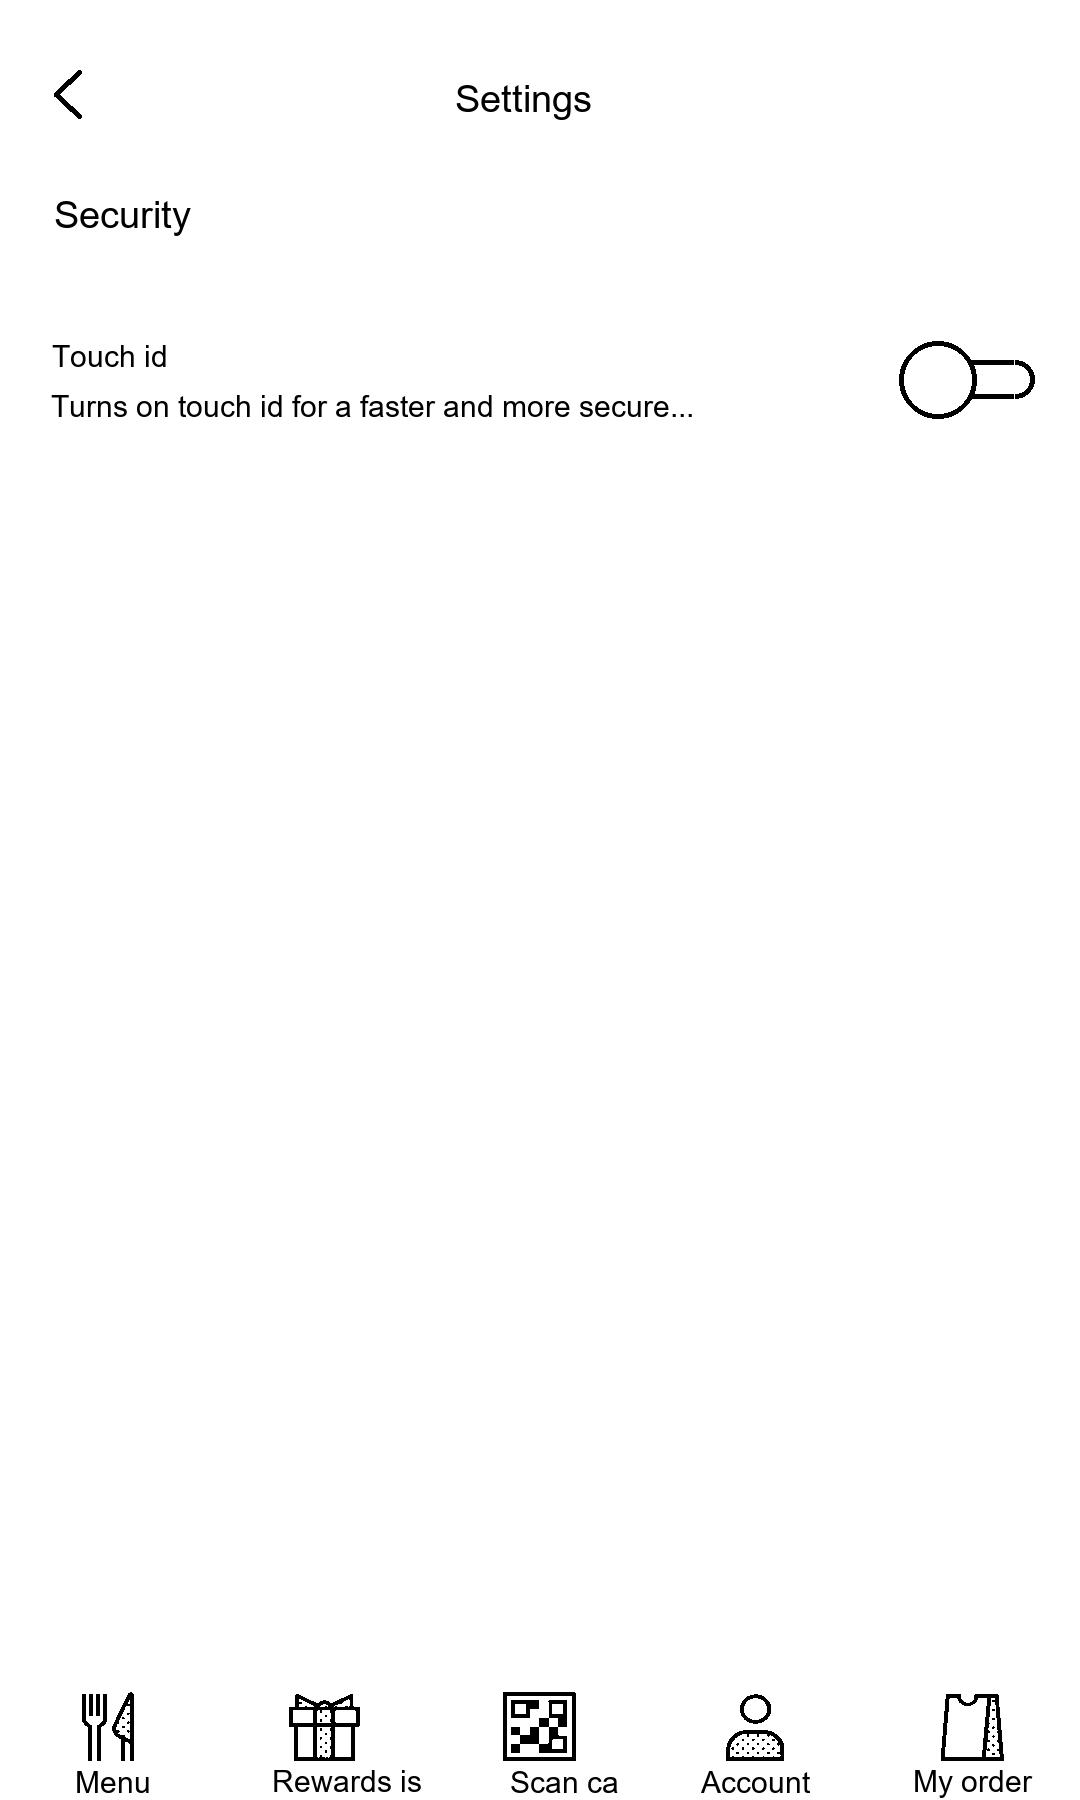 Settings
Security
Touch id
Turns on touch id for a faster and more secure...
Menu
Rewards is
Scan ca
Account
My order